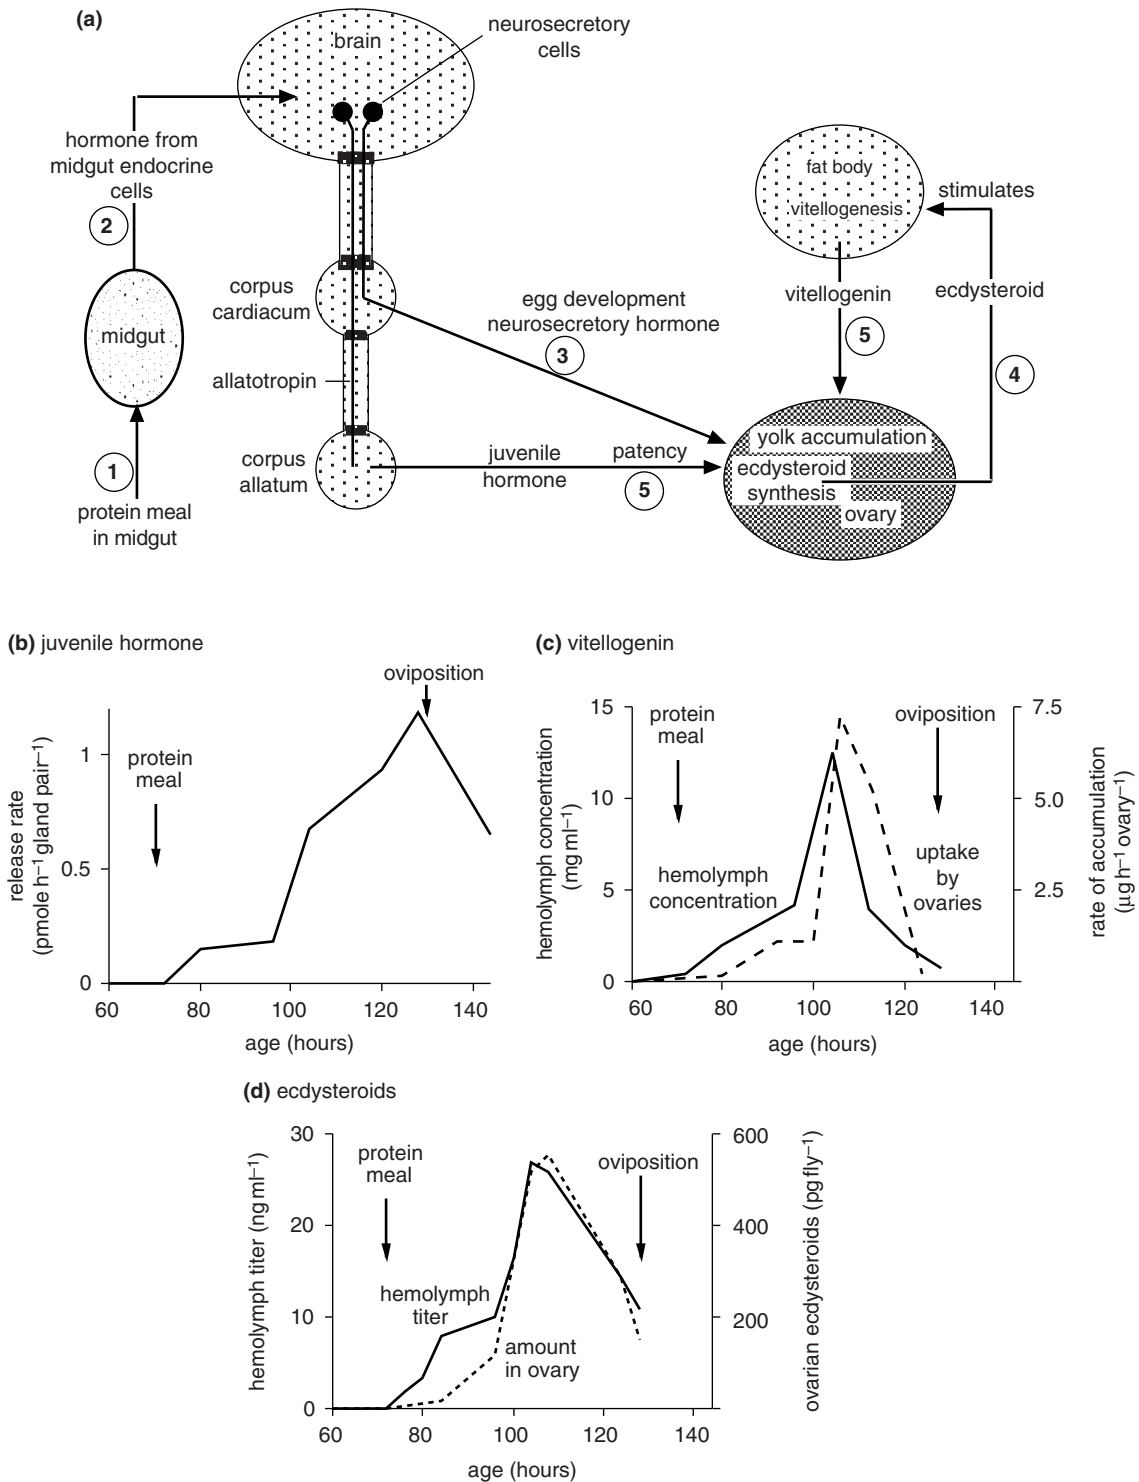 (a)
brain
neurosecretory
cells
hormone from
midgut endocrine
cells
2
midgut
1
protein meal
in midgut
corpus
cardiacum
allatotropin
corpus
allatum
egg development
neurosecretory hormone
3
juvenile
hormone
patency
5
fat body
vitellogenesis
stimulates
vitellogenin
5
ecdysteroid
4
yolk accumulation
ecdysteroid
synthesis
ovary
(b) juvenile hormone
oviposition
protein
meal
release rate
(pmole h−1 gland pair−1)
1
0.5
0
60 80 100 120 140
age (hours)
(c) vitellogenin
protein
meal
oviposition
hemolymph
concentration
uptake
by
ovaries
hemolymph concentration
(mg ml−1)
15
10
5
0
7.5
5.0
2.5
0
rate of accumulation
(μg h−1 ovary−1)
60 80 100 120 140
age (hours)
(d) ecdysteroids
protein
meal
oviposition
hemolymph
titer
amount
in ovary
hemolymph titer (ng ml−1)
30
20
10
0
600
400
200
ovarian ecdysteroids (pg fly−1)
60 80 100 120 140
age (hours)